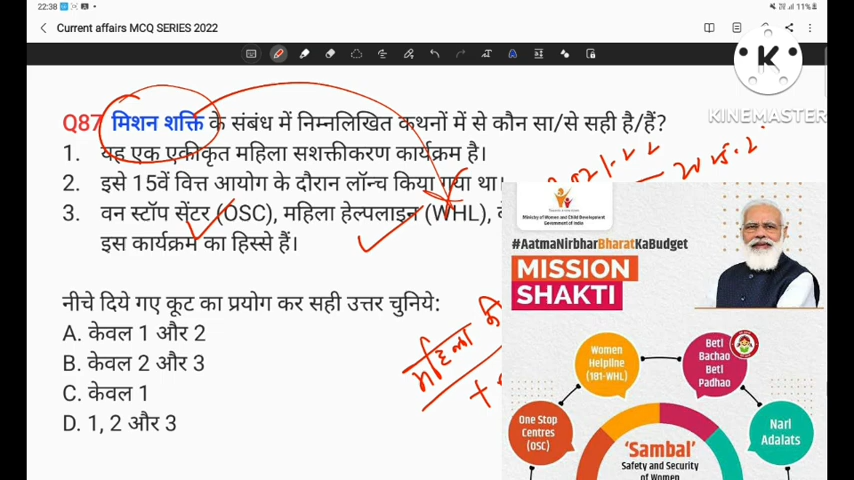 22:38
11%
Current affairs MCQ SERIES 2022
K
KINEMASTER
Q87 मिशन शक्ति के संबंध में निम्नलिखित कथनों में से कौन सा/से सही है/हैं?
1. यह एक एकीकृत महिला सशक्तीकरण कार्यक्रम है।
2. इसे 15वें वित्त आयोग के दौरान लॉन्च किया गया था।
3. वन स्टॉप सेंटर (OSC), महिला हेल्पलाइन (WHL),
इस कार्यक्रम का हिस्से हैं।
नीचे दिये गए कूट का प्रयोग कर सही उत्तर चुनिये:
A. केवल 1 और 2
B. केवल 2 और 3
C. केवल 1
D. 1, 2 और 3
महिला
Ministry of Women and Child Development
Government of India
#AatmaNirbharBharatKaBudget
MISSION
SHAKTI
Women
Helpline
(181-WHL)
Beti
Bachao
Beti
Padhao
One Stop
Centres
(OSC)
Nari
Adalats
'Sambal'
Safety and Security
of Women